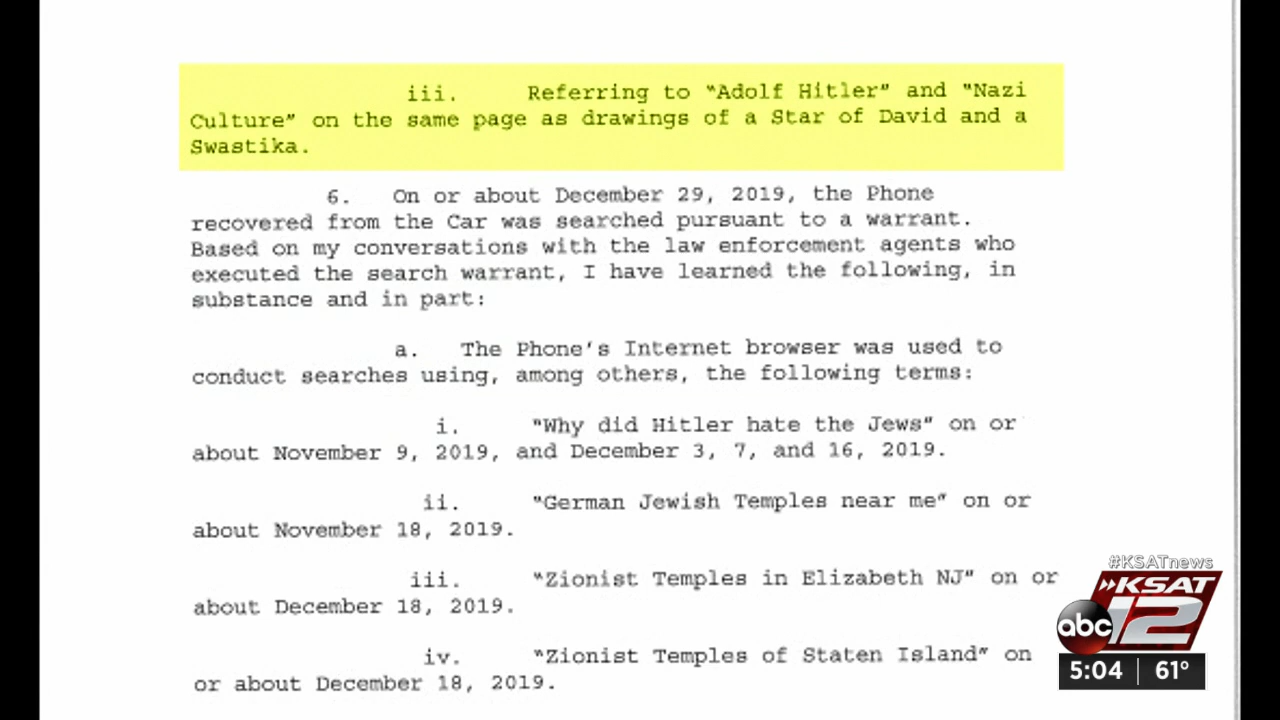 iii. Referring to "Adolf Hitler" and "Nazi
Culture" on the same page as drawings of a Star of David and a
Swastika.
6. On or about December 29, 2019, the Phone
recovered from the Car was searched pursuant to a warrant.
Based on my conversations with the law enforcement agents who
executed the search warrant, I have learned the following, in
substance and in part:
a. The Phone's Internet browser was used to
conduct searches using, among others, the following terms:
i. "Why did Hitler hate the Jews" on or
about November 9, 2019, and December 3, 7, and 16, 2019.
ii. "German Jewish Temples near me" on or
about November 18, 2019.
iii. "Zionist Temples in Elizabeth NJ" on or
about December 18, 2019.
iv. "Zionist Temples of Staten Island" on
or about December 18, 2019.
#KSATnews
KSAT
abc 12
5:04 61°